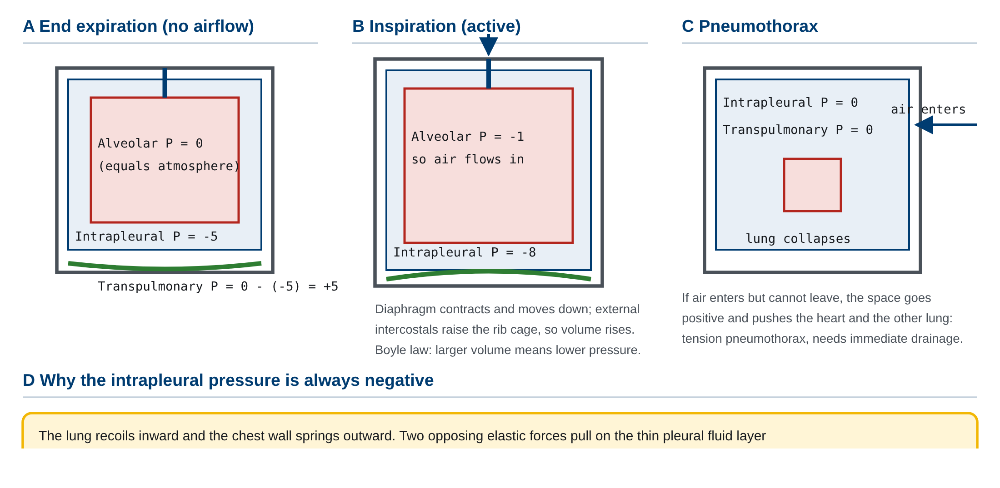 A End expiration (no airflow)
Alveolar P = 0
(equals atmosphere)
Intrapleural P = -5
Transpulmonary P = 0 - (-5) = +5
B Inspiration (active)
Alveolar P = -1
so air flows in
Intrapleural P = -8
Diaphragm contracts and moves down; external
intercostals raise the rib cage, so volume rises.
Boyle law: larger volume means lower pressure.
C Pneumothorax
Intrapleural P = 0
air enters
Transpulmonary P = 0
lung collapses
If air enters but cannot leave, the space goes
positive and pushes the heart and the other lung:
tension pneumothorax, needs immediate drainage.
D Why the intrapleural pressure is always negative
The lung recoils inward and the chest wall springs outward. Two opposing elastic forces pull on the thin pleural fluid layer